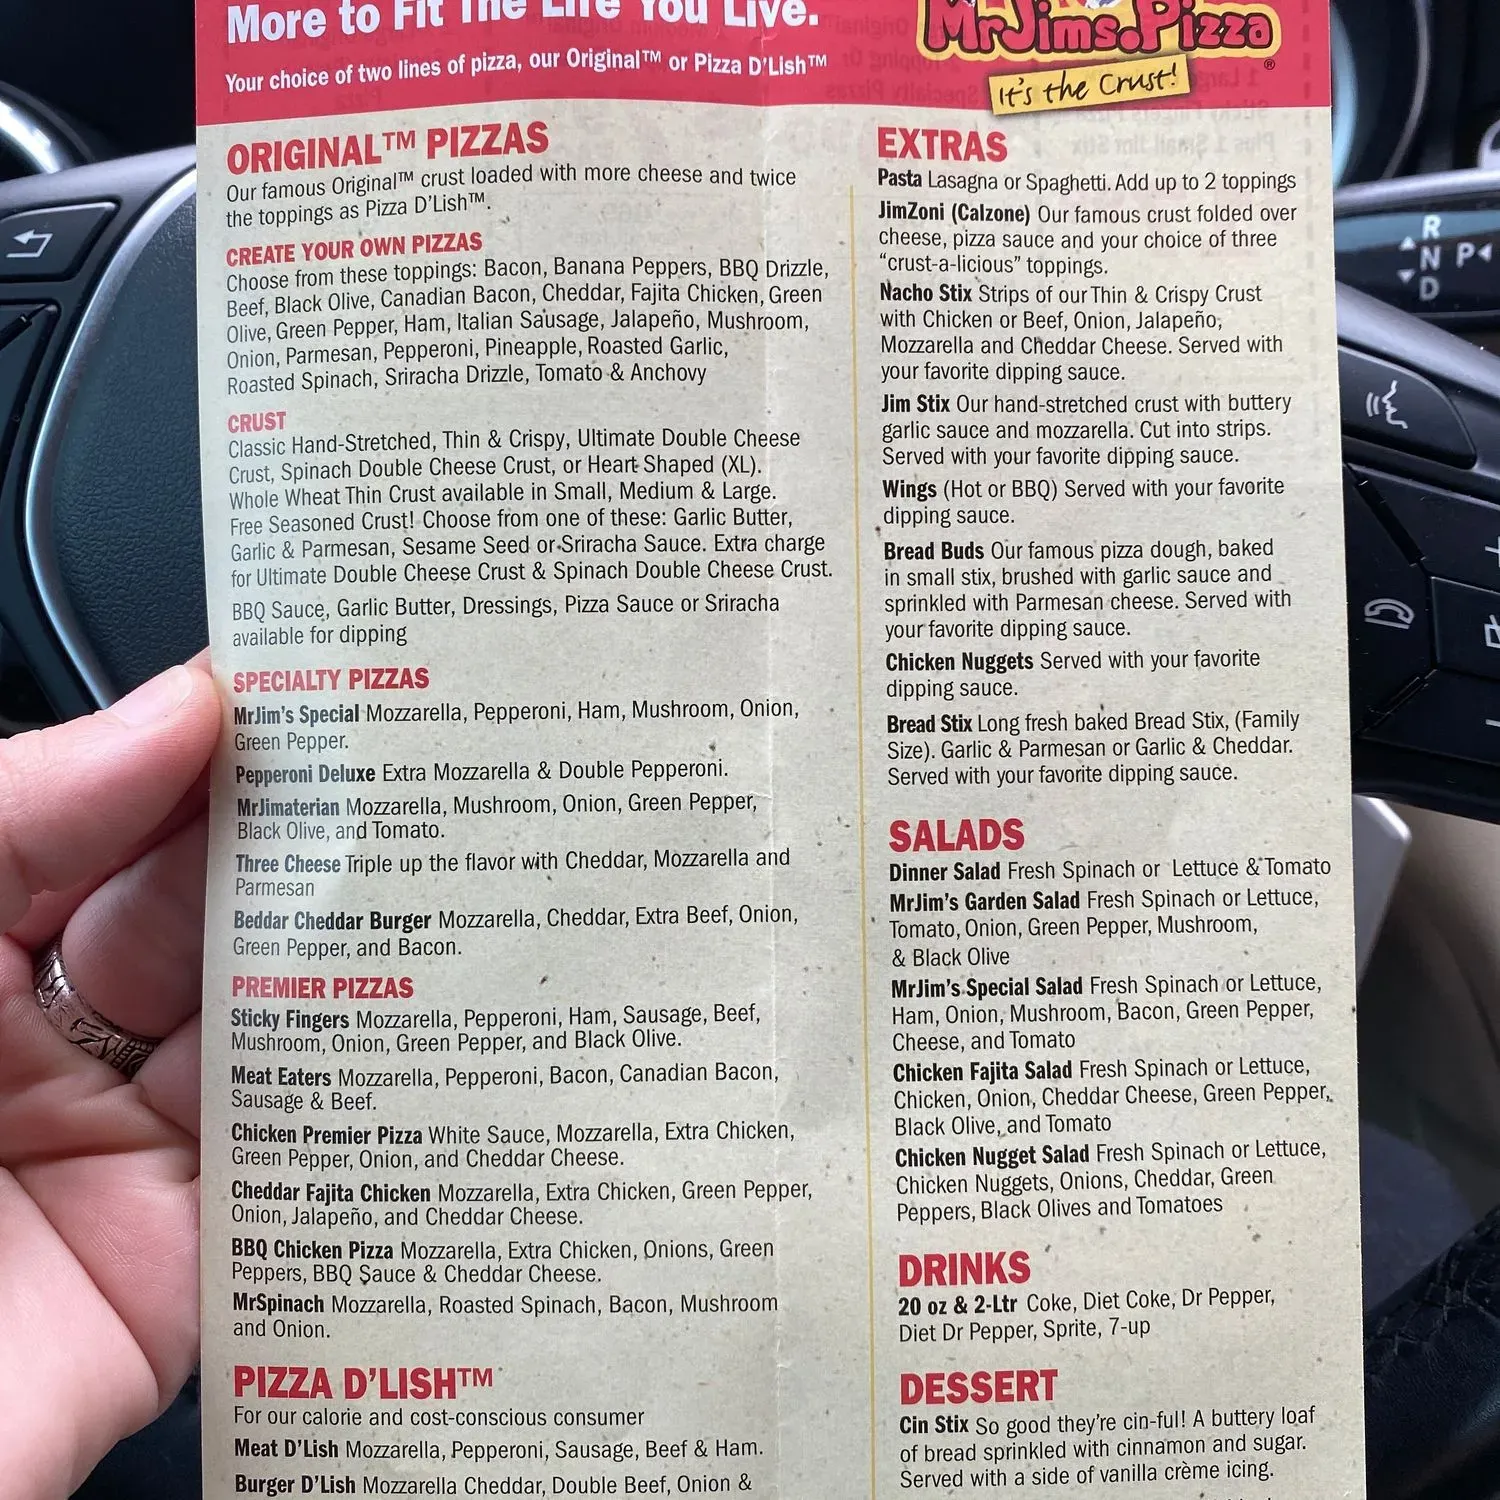 More to Fit The Life You Live.
Your choice of two lines of pizza, our Original™ or Pizza D'Lish™
MrJims.Pizza
®
It's the Crust!
ORIGINAL™ PIZZAS
Our famous Original™ crust loaded with more cheese and twice
the toppings as Pizza D'Lish™.
CREATE YOUR OWN PIZZAS
Choose from these toppings: Bacon, Banana Peppers, BBQ Drizzle,
Beef, Black Olive, Canadian Bacon, Cheddar, Fajita Chicken, Green
Olive, Green Pepper, Ham, Italian Sausage, Jalapeño, Mushroom,
Onion, Parmesan, Pepperoni, Pineapple, Roasted Garlic,
Roasted Spinach, Sriracha Drizzle, Tomato & Anchovy
CRUST
Classic Hand-Stretched, Thin & Crispy, Ultimate Double Cheese
Crust, Spinach Double Cheese Crust, or Heart Shaped (XL).
Whole Wheat Thin Crust available in Small, Medium & Large.
Free Seasoned Crust! Choose from one of these: Garlic Butter,
Garlic & Parmesan, Sesame Seed or Sriracha Sauce. Extra charge
for Ultimate Double Cheese Crust & Spinach Double Cheese Crust.
BBQ Sauce, Garlic Butter, Dressings, Pizza Sauce or Sriracha
available for dipping
SPECIALTY PIZZAS
MrJim's Special Mozzarella, Pepperoni, Ham, Mushroom, Onion,
Green Pepper.
Pepperoni Deluxe Extra Mozzarella & Double Pepperoni.
MrJimaterian Mozzarella, Mushroom, Onion, Green Pepper,
Black Olive, and Tomato.
Three Cheese Triple up the flavor with Cheddar, Mozzarella and
Parmesan
Beddar Cheddar Burger Mozzarella, Cheddar, Extra Beef, Onion,
Green Pepper, and Bacon.
PREMIER PIZZAS
Sticky Fingers Mozzarella, Pepperoni, Ham, Sausage, Beef,
Mushroom, Onion, Green Pepper, and Black Olive.
Meat Eaters Mozzarella, Pepperoni, Bacon, Canadian Bacon,
Sausage & Beef.
Chicken Premier Pizza White Sauce, Mozzarella, Extra Chicken,
Green Pepper, Onion, and Cheddar Cheese.
Cheddar Fajita Chicken Mozzarella, Extra Chicken, Green Pepper,
Onion, Jalapeño, and Cheddar Cheese.
BBQ Chicken Pizza Mozzarella, Extra Chicken, Onions, Green
Peppers, BBQ Sauce & Cheddar Cheese.
MrSpinach Mozzarella, Roasted Spinach, Bacon, Mushroom
and Onion.
PIZZA D'LISH™
For our calorie and cost-conscious consumer
Meat D'Lish Mozzarella, Pepperoni, Sausage, Beef & Ham.
Burger D'Lish Mozzarella Cheddar, Double Beef, Onion &
EXTRAS
Pasta Lasagna or Spaghetti. Add up to 2 toppings
JimZoni (Calzone) Our famous crust folded over
cheese, pizza sauce and your choice of three
"crust-a-licious" toppings.
Nacho Stix Strips of our Thin & Crispy Crust
with Chicken or Beef, Onion, Jalapeño,
Mozzarella and Cheddar Cheese. Served with
your favorite dipping sauce.
Jim Stix Our hand-stretched crust with buttery
garlic sauce and mozzarella. Cut into strips.
Served with your favorite dipping sauce.
Wings (Hot or BBQ) Served with your favorite
dipping sauce.
Bread Buds Our famous pizza dough, baked
in small stix, brushed with garlic sauce and
sprinkled with Parmesan cheese. Served with
your favorite dipping sauce.
Chicken Nuggets Served with your favorite
dipping sauce.
Bread Stix Long fresh baked Bread Stix, (Family
Size). Garlic & Parmesan or Garlic & Cheddar.
Served with your favorite dipping sauce.
SALADS
Dinner Salad Fresh Spinach or Lettuce & Tomato
MrJim's Garden Salad Fresh Spinach or Lettuce,
Tomato, Onion, Green Pepper, Mushroom,
& Black Olive
MrJim's Special Salad Fresh Spinach or Lettuce,
Ham, Onion, Mushroom, Bacon, Green Pepper,
Cheese, and Tomato
Chicken Fajita Salad Fresh Spinach or Lettuce,
Chicken, Onion, Cheddar Cheese, Green Pepper,
Black Olive, and Tomato
Chicken Nugget Salad Fresh Spinach or Lettuce,
Chicken Nuggets, Onions, Cheddar, Green
Peppers, Black Olives and Tomatoes
DRINKS
20 oz & 2-Ltr Coke, Diet Coke, Dr Pepper,
Diet Dr Pepper, Sprite, 7-up
DESSERT
Cin Stix So good they're cin-ful! A buttery loaf
of bread sprinkled with cinnamon and sugar.
Served with a side of vanilla crème icing.
R
N P
D